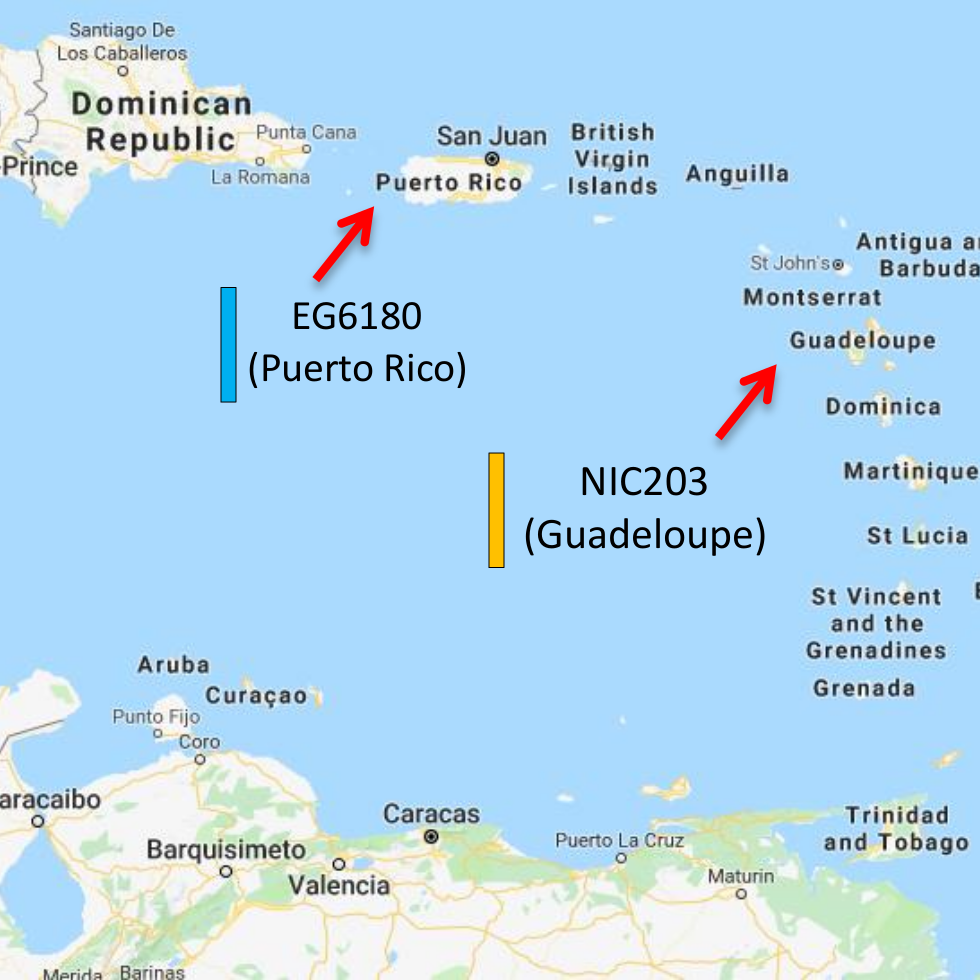 Santiago De
Los Caballeros
Dominican
Republic
Punta Cana
La Romana
-Prince
San Juan
Puerto Rico
British
Virgin
Islands
Anguilla
Antigua a
Barbuda
St John's
Montserrat
Guadeloupe
Dominica
Martinique
St Lucia
St Vincent
and the
Grenadines
Grenada
EG6180
(Puerto Rico)
NIC203
(Guadeloupe)
Aruba
Curaçao
Punto Fijo
Coro
aracaibo
Caracas
Barquisimeto
Valencia
Puerto La Cruz
Maturin
Trinidad
and Tobago
Merida
Barinas